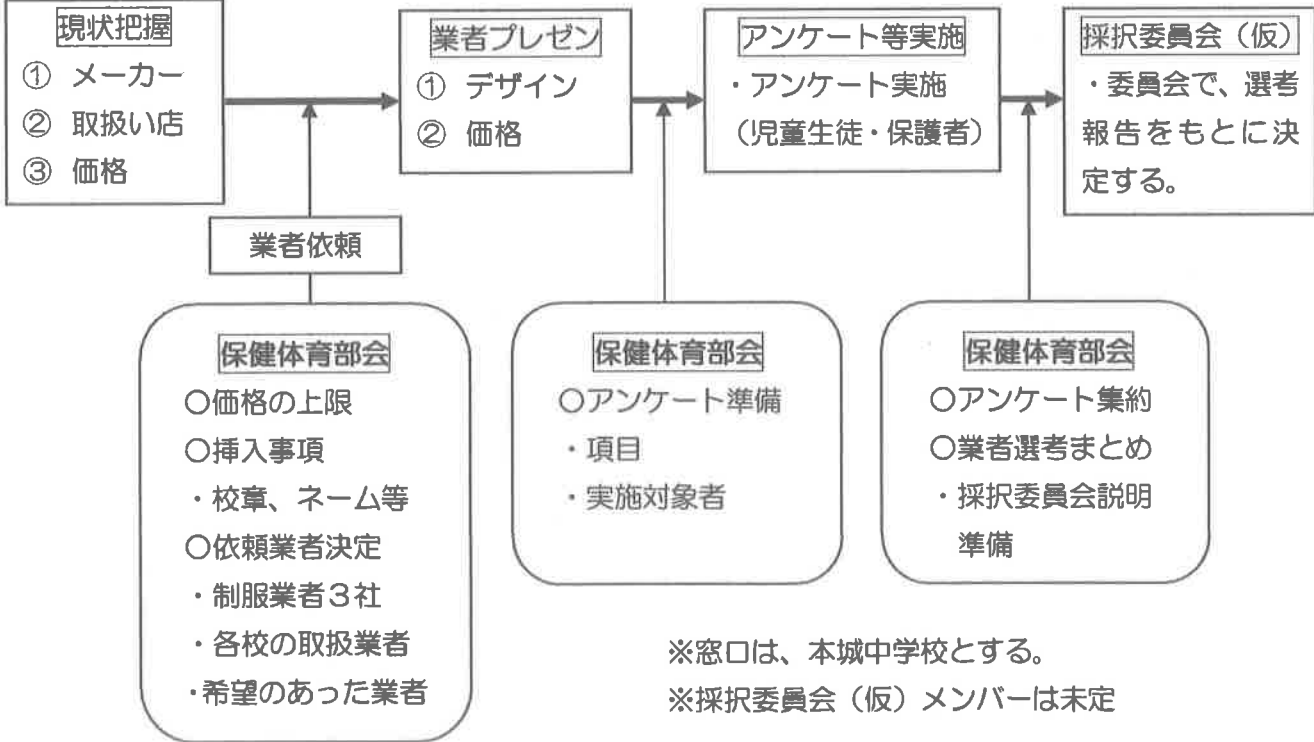 現状把握
① メーカー
② 取扱い店
③ 価格
業者プレゼン
① デザイン
② 価格
アンケート等実施
・アンケート実施
(児童生徒・保護者)
採択委員会(仮)
・委員会で、選考
報告をもとに決
定する。
業者依頼
保健体育部会
○価格の上限
○挿入事項
・校章、ネーム等
○依頼業者決定
・制服業者3社
・各校の取扱業者
・希望のあった業者
保健体育部会
○アンケート準備
・項目
・実施対象者
保健体育部会
○アンケート集約
○業者選考まとめ
・採択委員会説明
準備
※窓口は、本城中学校とする。
※採択委員会(仮)メンバーは未定